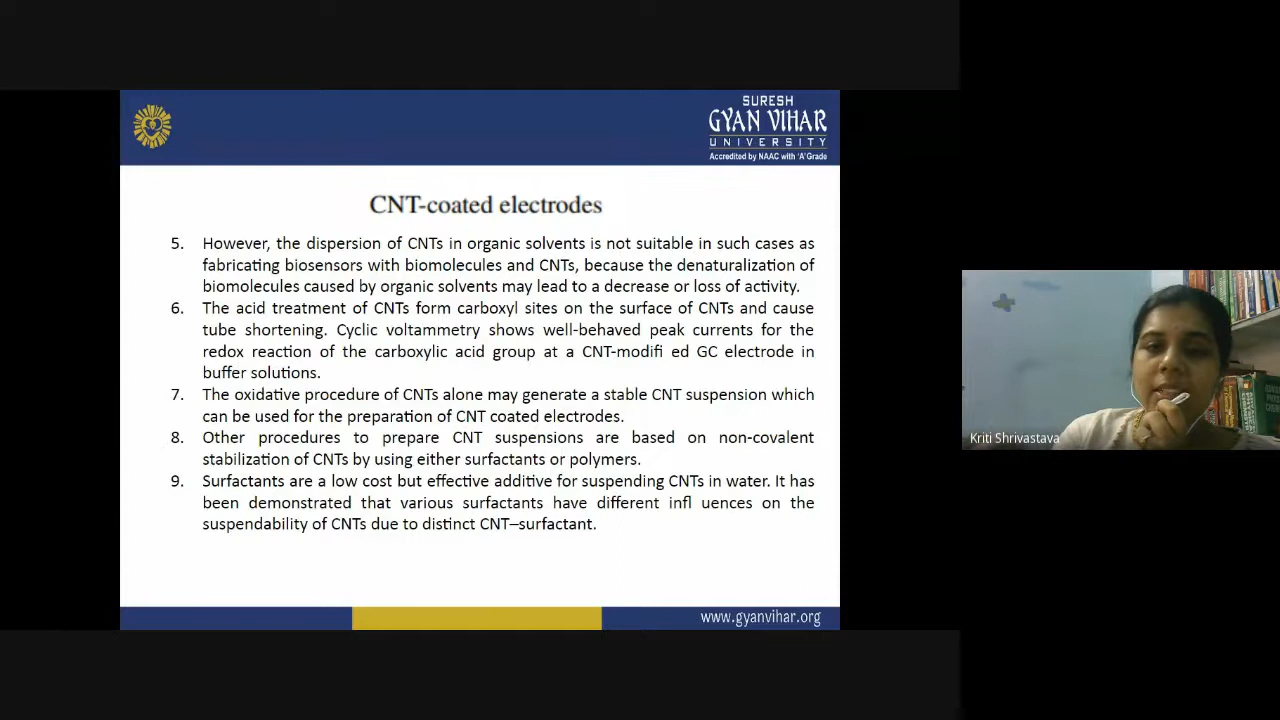 SURESH
GYAN VIHAR
UNIVERSITY
Accredited by NAAC with 'A' Grade
CNT-coated electrodes
5. However, the dispersion of CNTs in organic solvents is not suitable in such cases as
fabricating biosensors with biomolecules and CNTs, because the denaturalization of
biomolecules caused by organic solvents may lead to a decrease or loss of activity.
6. The acid treatment of CNTs form carboxyl sites on the surface of CNTs and cause
tube shortening. Cyclic voltammetry shows well-behaved peak currents for the
redox reaction of the carboxylic acid group at a CNT-modifi ed GC electrode in
buffer solutions.
7. The oxidative procedure of CNTs alone may generate a stable CNT suspension which
can be used for the preparation of CNT coated electrodes.
8. Other procedures to prepare CNT suspensions are based on non-covalent
stabilization of CNTs by using either surfactants or polymers.
9. Surfactants are a low cost but effective additive for suspending CNTs in water. It has
been demonstrated that various surfactants have different infl uences on the
suspendability of CNTs due to distinct CNT–surfactant.
www.gyanvihar.org
Kriti Shrivastava